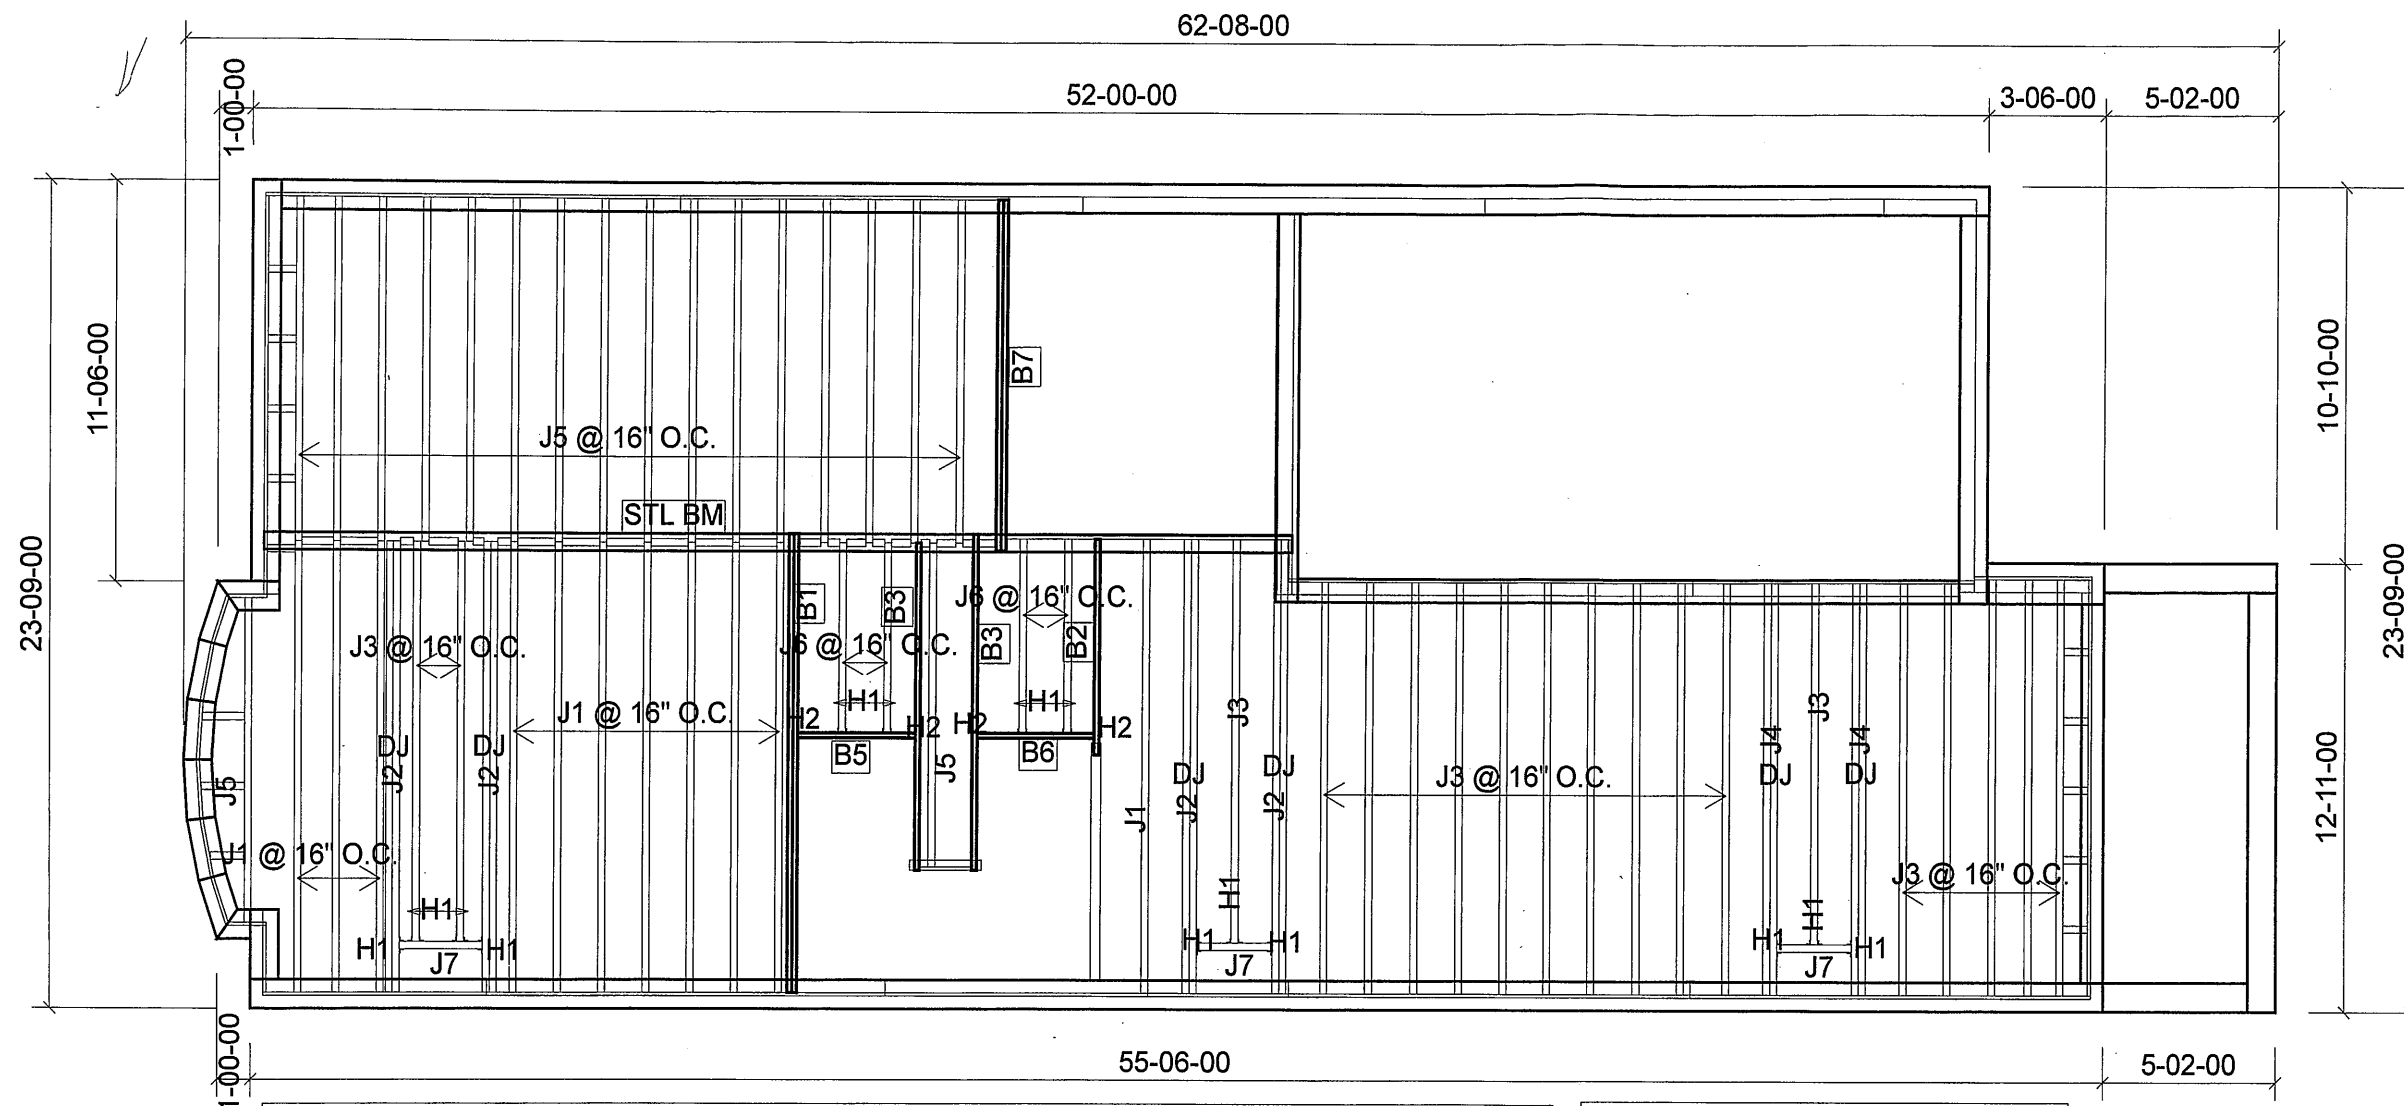 62-08-00
1-00-00
52-00-00
3-06-00
5-02-00
11-06-00
23-09-00
10-10-00
23-09-00
12-11-00
B7
J5 @ 16" O.C.
STL BM
B1
B3
J6 @ 16" O.C.
J3 @ 16" O.C.
J6 @ 16" O.C.
B3
B2
H1
H1
J1 @ 16" O.C.
H2
H2
H2
H2
J3
J3
DJ
J2
DJ
J2
B5
J5
B6
J5
J1
DJ
J2
DJ
J2
J3 @ 16" O.C.
J4
DJ
J4
DJ
J1 @ 16" O.C.
J3 @ 16" O.C.
H1
H1
H1
H1
H1
J7
H1
H1
J7
H1
H1
J7
1-00-00
55-06-00
5-02-00